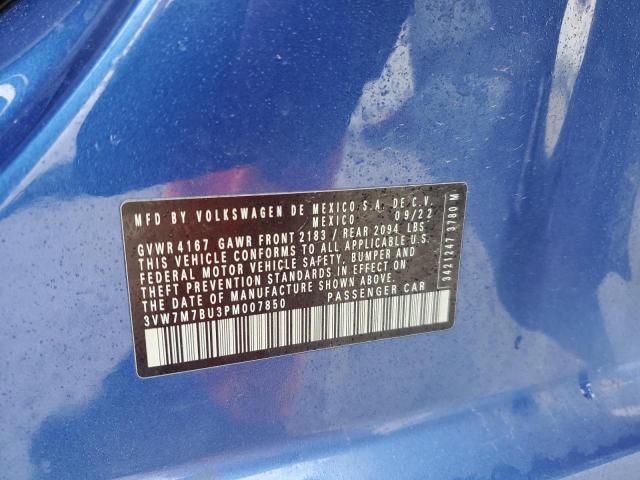 MFD BY VOLKSWAGEN DE MEXICO S.A. DE C.V.
MEXICO 09/22
GVWR 4167 GAWR FRONT 2183 / REAR 2094 LBS
THIS VEHICLE CONFORMS TO ALL APPLICABLE U.S.
FEDERAL MOTOR VEHICLE SAFETY, BUMPER AND
THEFT PREVENTION STANDARDS IN EFFECT ON
THE DATE OF MANUFACTURE SHOWN ABOVE.
3VW7M7BU3PM007850 PASSENGER CAR
3421247 3780 M